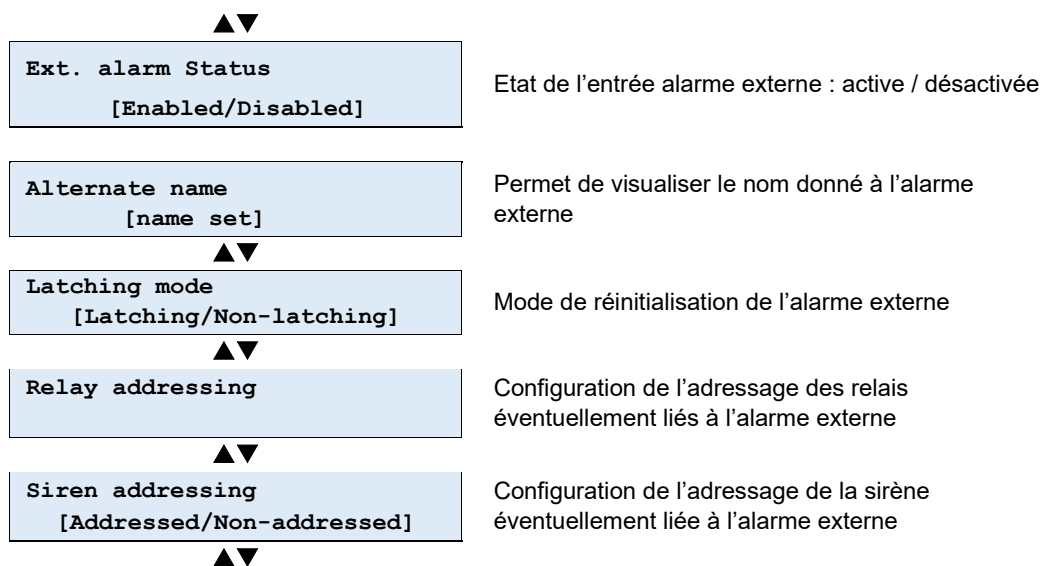 ▲▼
Ext. alarm Status
[Enabled/Disabled]
Etat de l’entrée alarme externe : active / désactivée
Alternate name
[name set]
Permet de visualiser le nom donné à l’alarme
externe
▲▼
Latching mode
[Latching/Non-latching]
Mode de réinitialisation de l’alarme externe
▲▼
Relay addressing
Configuration de l’adressage des relais
éventuellement liés à l’alarme externe
▲▼
Siren addressing
[Addressed/Non-addressed]
Configuration de l’adressage de la sirène
éventuellement liée à l’alarme externe
▲▼